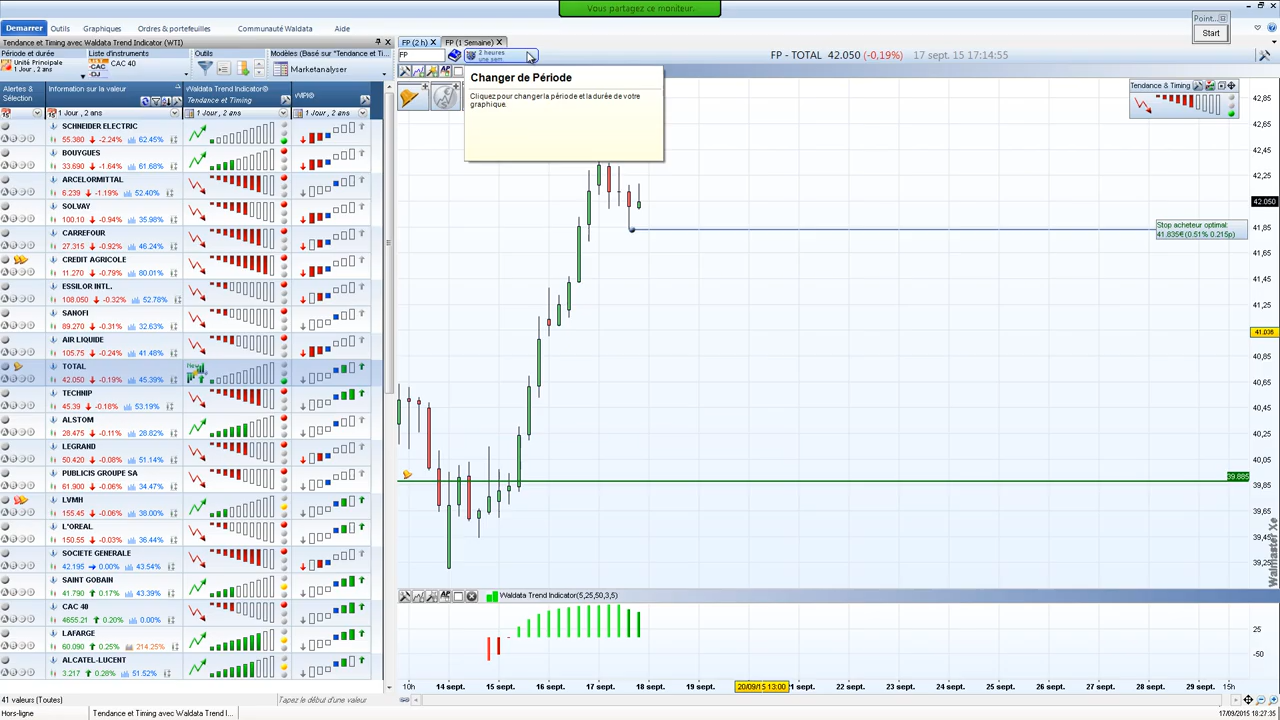 Vous partagez ce moniteur.
Demarrer Outils Graphiques Ordres & portefeuilles Communauté Waldata Aide
Point...
Start
Tendance et Timing avec Waldata Trend Indicator (WTI)
FP (2 h) FP (1 Semaine)
Période et durée Liste d'instruments Outils Modèles (Basé sur "Tendance et Ti...
Unité Principale
1 Jour , 2 ans
CAC 40
Marketanalyser
FP
2 heures
une sem
FP - TOTAL 42.050 (-0,19%) 17 sept. 15 17:14:55
Changer de Période
Cliquez pour changer la période et la durée de votre
graphique.
Tendance & Timing
Alertes &
Sélection
Information sur la valeur
Waldata Trend Indicator©
Tendance et Timing
WPI©
1 Jour , 2 ans 1 Jour , 2 ans 1 Jour , 2 ans
SCHNEIDER ELECTRIC
55.380 -2.24% 62.45%
BOUYGUES
33.690 -1.64% 61.68%
ARCELORMITTAL
6.239 -1.19% 52.40%
SOLVAY
100.10 -0.94% 35.98%
CARREFOUR
27.315 -0.92% 46.24%
CREDIT AGRICOLE
11.270 -0.79% 80.01%
ESSILOR INTL.
108.050 -0.32% 52.78%
SANOFI
89.270 -0.31% 32.63%
AIR LIQUIDE
105.75 -0.24% 41.48%
TOTAL
New
42.050 -0.19% 45.39%
TECHNIP
45.39 -0.18% 53.19%
ALSTOM
28.475 -0.11% 28.82%
LEGRAND
50.420 -0.08% 51.14%
PUBLICIS GROUPE SA
61.900 -0.06% 34.47%
LVMH
155.45 -0.06% 38.00%
L'OREAL
150.55 -0.03% 36.44%
SOCIETE GENERALE
42.195 0.00% 43.54%
SAINT GOBAIN
41.790 0.17% 43.39%
CAC 40
4655.21 0.20% 0.00%
LAFARGE
60.090 0.25% 214.25%
ALCATEL-LUCENT
3.217 0.28% 51.52%
42,85
42,65
42,45
42,25
42.050
41,85
41,65
41,45
41,25
41.036
40,85
40,65
40,45
40,25
40,05
39.885
39,85
39,65
39,45
39,25
Stop acheteur optimal:
41.835€ (0.51% 0.215p)
Waldata Trend Indicator(5,25,50,3,5)
25
-50
10h 14 sept. 15 sept. 16 sept. 17 sept. 18 sept. 19 sept. 20/09/15 13:00 21 sept. 22 sept. 23 sept. 24 sept. 25 sept. 26 sept. 27 sept. 28 sept. 29 sept. 15h
41 valeurs (Toutes) Tapez le début d'une valeur
Hors-ligne Tendance et Timing avec Waldata Trend I... 17/09/2015 18:27:35